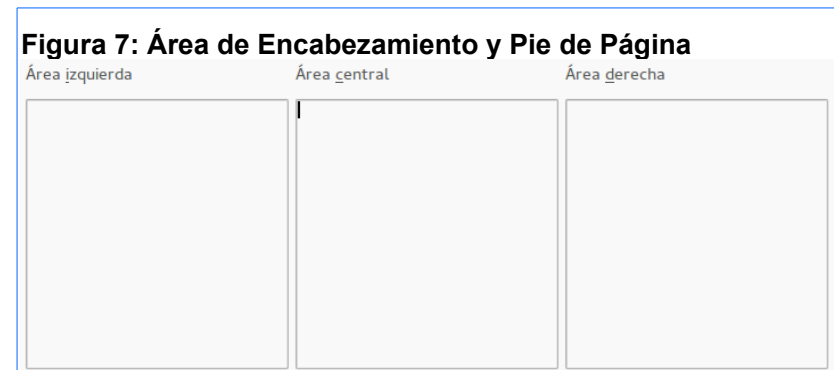 Figura 7: Área de Encabezamiento y Pie de Página
Área izquierda Área central Área derecha